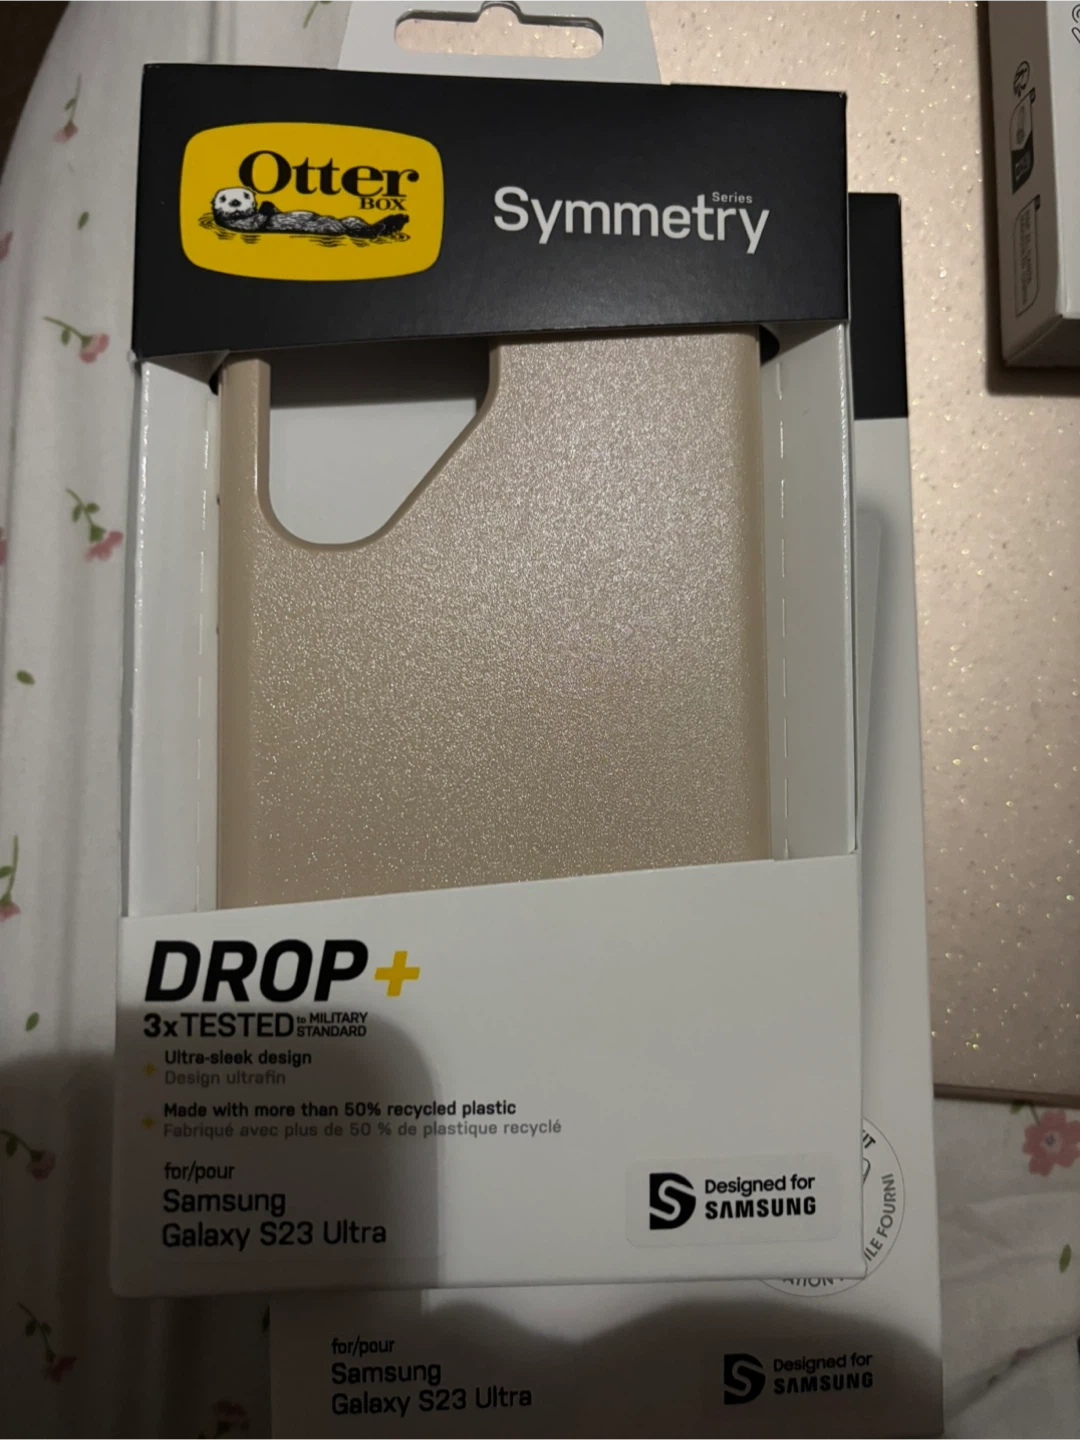 Otter
BOX
Symmetry
Series
DROP+
3xTESTED to MILITARY
STANDARD
Ultra-sleek design
Design ultrafin
Made with more than 50% recycled plastic
Fabriqué avec plus de 50 % de plastique recyclé
for/pour
Samsung
Galaxy S23 Ultra
Designed for
SAMSUNG
for/pour
Samsung
Galaxy S23 Ultra
Designed for
SAMSUNG